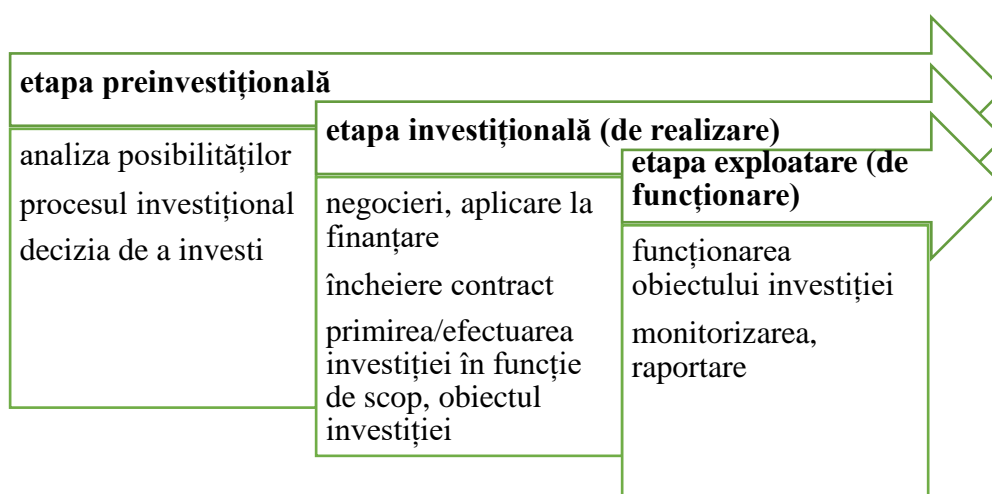 etapa preinvestițională
analiza posibilităților
procesul investițional
decizia de a investi
etapa investițională (de realizare)
negocieri, aplicare la
finanțare
încheiere contract
primirea/efectuarea
investiției în funcție
de scop, obiectul
investiției
etapa exploatare (de
funcționare)
funcționarea
obiectului investiției
monitorizarea,
raportare